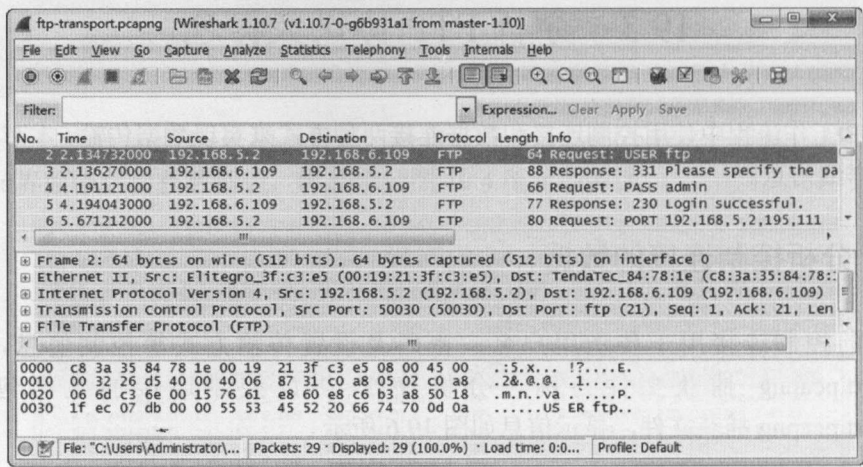 ftp-transport.pcapng [Wireshark 1.10.7 (v1.10.7-0-g6b931a1 from master-1.10)]
File Edit View Go Capture Analyze Statistics Telephony Tools Internals Help
Filter: Expression... Clear Apply Save
No. Time Source Destination Protocol Length Info
2 2.134732000 192.168.5.2 192.168.6.109 FTP 64 Request: USER ftp
3 2.136270000 192.168.6.109 192.168.5.2 FTP 88 Response: 331 Please specify the pa
4 4.191121000 192.168.5.2 192.168.6.109 FTP 66 Request: PASS admin
5 4.194043000 192.168.6.109 192.168.5.2 FTP 77 Response: 230 Login successful.
6 5.671212000 192.168.5.2 192.168.6.109 FTP 80 Request: PORT 192,168,5,2,195,111
Frame 2: 64 bytes on wire (512 bits), 64 bytes captured (512 bits) on interface 0
Ethernet II, Src: Elitegro_3f:c3:e5 (00:19:21:3f:c3:e5), Dst: TendaTec_84:78:1e (c8:3a:35:84:78:
Internet Protocol Version 4, Src: 192.168.5.2 (192.168.5.2), Dst: 192.168.6.109 (192.168.6.109)
Transmission Control Protocol, Src Port: 50030 (50030), Dst Port: ftp (21), Seq: 1, Ack: 21, Len
File Transfer Protocol (FTP)
0000 c8 3a 35 84 78 1e 00 19 21 3f c3 e5 08 00 45 00 .:5.x... !?....E.
0010 00 32 26 d5 40 00 40 06 87 31 c0 a8 05 02 c0 a8 .2&.@.@. .1......
0020 06 6d c3 6e 00 15 76 61 e8 60 e8 c6 b3 a8 50 18 .m.n..va .`....P.
0030 1f ec 07 db 00 00 55 53 45 52 20 66 74 70 0d 0a ......US ER ftp..
File: "C:\Users\Administrator\... Packets: 29 · Displayed: 29 (100.0%) · Load time: 0:0... Profile: Default